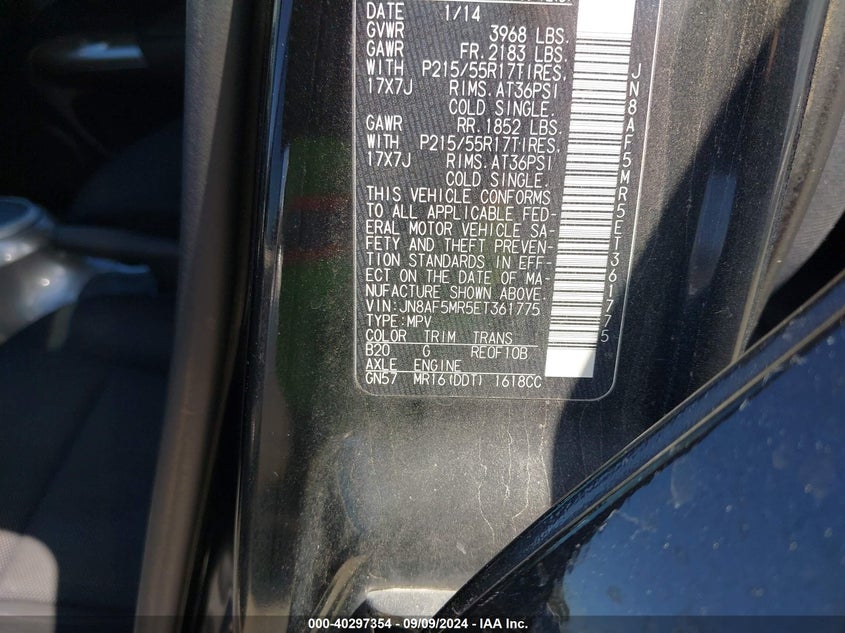 DATE 1/14
GVWR 3968 LBS.
GAWR FR. 2183 LBS.
WITH P215/55R17TIRES,
17X7J RIMS. AT36PSI
COLD SINGLE.
GAWR RR. 1852 LBS.
WITH P215/55R17TIRES,
17X7J RIMS. AT36PSI
COLD SINGLE.
THIS VEHICLE CONFORMS
TO ALL APPLICABLE FED-
ERAL MOTOR VEHICLE SA-
FETY AND THEFT PREVEN-
TION STANDARDS IN EFF-
ECT ON THE DATE OF MA-
NUFACTURE SHOWN ABOVE.
VIN:JN8AF5MR5ET361775
TYPE:MPV
COLOR TRIM TRANS
B20 G RE0F10B
AXLE ENGINE
GN57 MR16(DDT) 1618CC
JN8AF5MR5ET361775
000-40297354 - 09/09/2024 - IAA Inc.